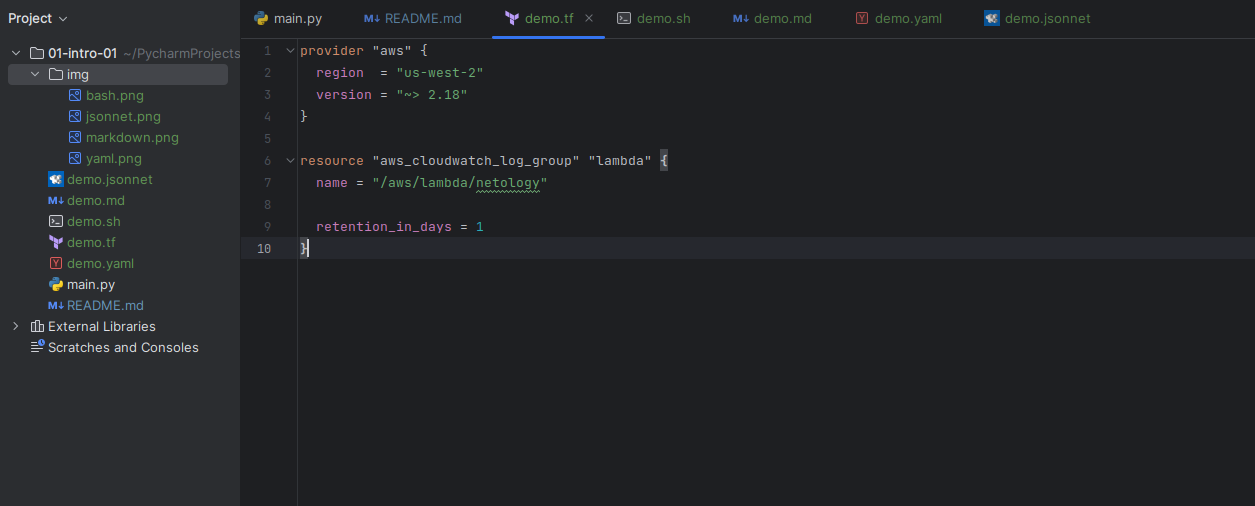 Project
main.py
README.md
demo.tf
demo.sh
demo.md
demo.yaml
demo.jsonnet
01-intro-01 ~/PycharmProjects
img
bash.png
jsonnet.png
markdown.png
yaml.png
demo.jsonnet
demo.md
demo.sh
demo.tf
demo.yaml
main.py
README.md
External Libraries
Scratches and Consoles
1 provider "aws" {
2   region  = "us-west-2"
3   version = "~> 2.18"
4 }
5
6 resource "aws_cloudwatch_log_group" "lambda" {
7   name = "/aws/lambda/netology"
8
9   retention_in_days = 1
10 }